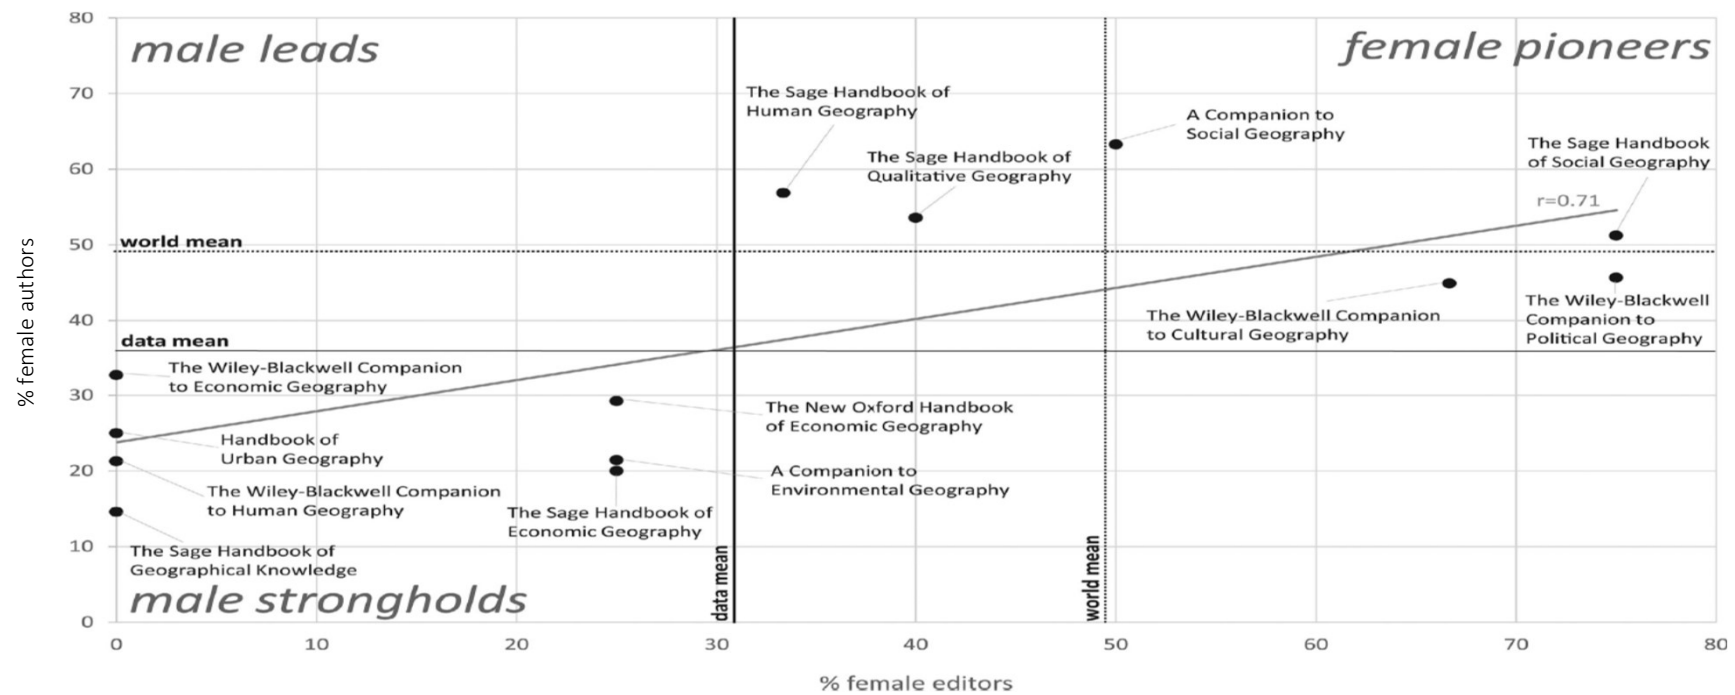 80
male leads
female pioneers
70
The Sage Handbook of
Human Geography
A Companion to
Social Geography
The Sage Handbook
of Social Geography
The Sage Handbook of
Qualitative Geography
60
r=0.71
50
world mean
% female authors
The Wiley-Blackwell Companion
to Cultural Geography
The Wiley-Blackwell
Companion to
Political Geography
40
data mean
The Wiley-Blackwell Companion
to Economic Geography
30
The New Oxford Handbook
of Economic Geography
Handbook of
Urban Geography
20
A Companion to
Environmental Geography
The Wiley-Blackwell Companion
to Human Geography
The Sage Handbook of
Economic Geography
10
The Sage Handbook of
Geographical Knowledge
data mean
world mean
male strongholds
0
0 10 20 30 40 50 60 70 80
% female editors